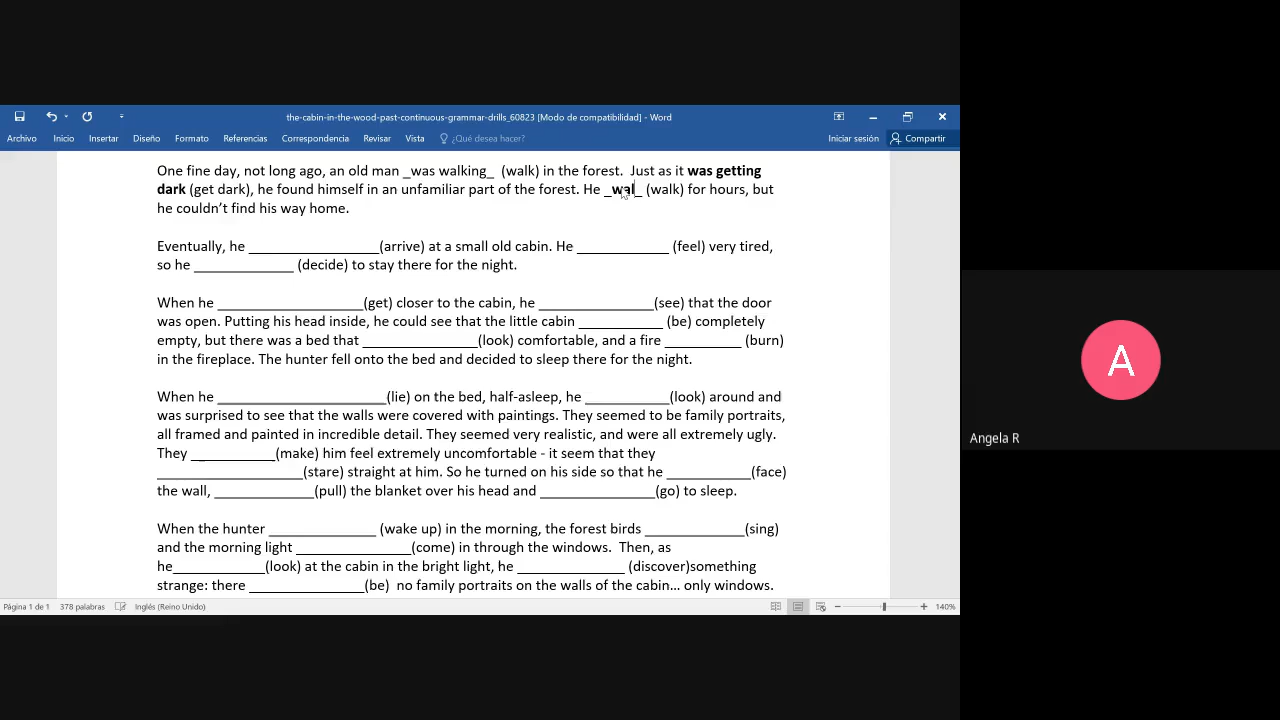 the-cabin-in-the-wood-past-continuous-grammar-drills_60823 [Modo de compatibilidad] - Word
Archivo Inicio Insertar Diseño Formato Referencias Correspondencia Revisar Vista ¿Qué desea hacer? Iniciar sesión Compartir
One fine day, not long ago, an old man _was walking_ (walk) in the forest. Just as it was getting
dark (get dark), he found himself in an unfamiliar part of the forest. He _wal_ (walk) for hours, but
he couldn't find his way home.
Eventually, he _________________(arrive) at a small old cabin. He ____________ (feel) very tired,
so he _____________ (decide) to stay there for the night.
When he ___________________(get) closer to the cabin, he _______________(see) that the door
was open. Putting his head inside, he could see that the little cabin ___________ (be) completely
empty, but there was a bed that _______________(look) comfortable, and a fire __________ (burn)
in the fireplace. The hunter fell onto the bed and decided to sleep there for the night.
When he ______________________(lie) on the bed, half-asleep, he ___________(look) around and
was surprised to see that the walls were covered with paintings. They seemed to be family portraits,
all framed and painted in incredible detail. They seemed very realistic, and were all extremely ugly.
They ___________(make) him feel extremely uncomfortable - it seem that they
___________________(stare) straight at him. So he turned on his side so that he ___________(face)
the wall, _____________(pull) the blanket over his head and _______________(go) to sleep.
When the hunter ______________ (wake up) in the morning, the forest birds _____________(sing)
and the morning light _______________(come) in through the windows. Then, as
he____________(look) at the cabin in the bright light, he ______________ (discover)something
strange: there _______________(be) no family portraits on the walls of the cabin... only windows.
Página 1 de 1 378 palabras Inglés (Reino Unido) 140%
A
Angela R